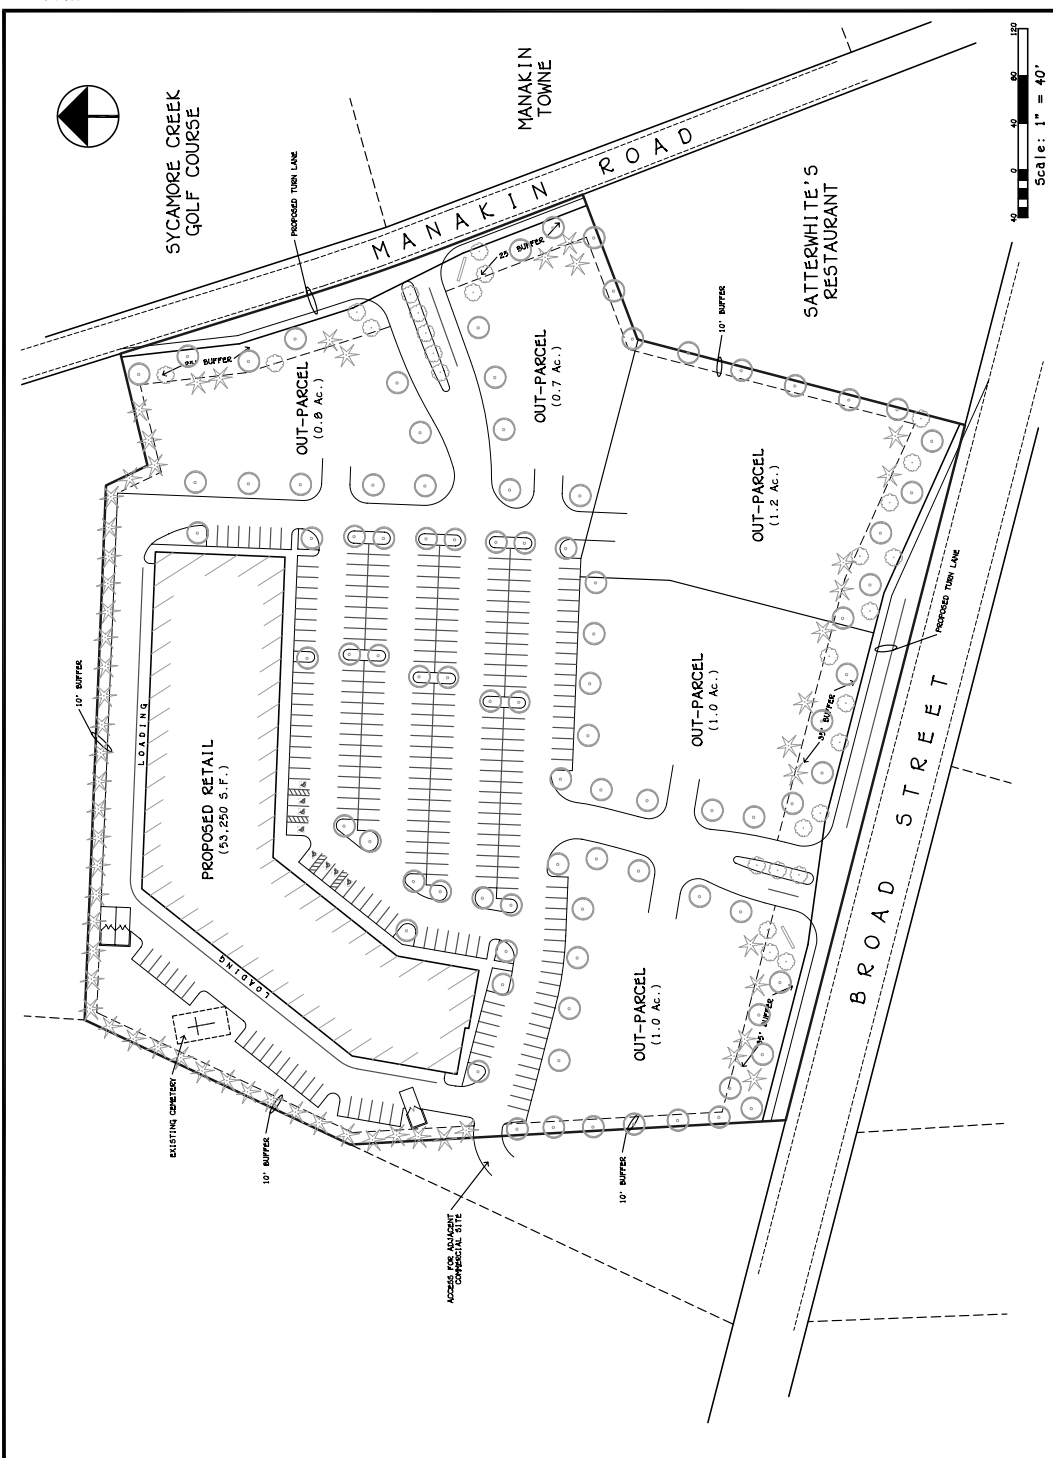 SYCAMORE CREEK
GOLF COURSE
MANAKIN
TOWNE
MANAKIN ROAD
PROPOSED TURN LANE
SATTERWHITE'S
RESTAURANT
40 0 40 80 120
Scale: 1" = 40'
25' BUFFER
25' BUFFER
10' BUFFER
OUT-PARCEL
(0.8 Ac.)
OUT-PARCEL
(0.7 Ac.)
OUT-PARCEL
(1.2 Ac.)
PROPOSED TURN LANE
10' BUFFER
LOADING
PROPOSED RETAIL
(53,250 S.F.)
OUT-PARCEL
(1.0 Ac.)
35' BUFFER
BROAD STREET
LOADING
OUT-PARCEL
(1.0 Ac.)
35' BUFFER
EXISTING CEMETERY
10' BUFFER
10' BUFFER
ACCESS FOR ADJACENT
COMMERCIAL SITE